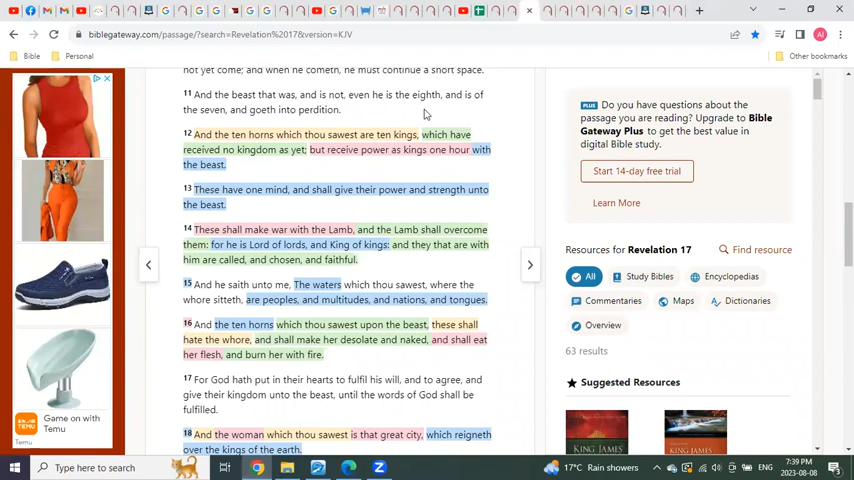 biblegateway.com/passage/?search=Revelation%2017&version=KJV
AI
Bible
Personal
Other bookmarks
not yet come; and when he cometh, he must continue a short space.
11 And the beast that was, and is not, even he is the eighth, and is of
the seven, and goeth into perdition.
12 And the ten horns which thou sawest are ten kings, which have
received no kingdom as yet; but receive power as kings one hour with
the beast.
13 These have one mind, and shall give their power and strength unto
the beast.
14 These shall make war with the Lamb, and the Lamb shall overcome
them: for he is Lord of lords, and King of kings: and they that are with
him are called, and chosen, and faithful.
15 And he saith unto me, The waters which thou sawest, where the
whore sitteth, are peoples, and multitudes, and nations, and tongues.
16 And the ten horns which thou sawest upon the beast, these shall
hate the whore, and shall make her desolate and naked, and shall eat
her flesh, and burn her with fire.
17 For God hath put in their hearts to fulfil his will, and to agree, and
give their kingdom unto the beast, until the words of God shall be
fulfilled.
18 And the woman which thou sawest is that great city, which reigneth
over the kings of the earth.
Game on with
Temu
Temu
PLUS Do you have questions about the
passage you are reading? Upgrade to Bible
Gateway Plus to get the best value in
digital Bible study.
Start 14-day free trial
Learn More
Resources for Revelation 17
Find resource
All
Study Bibles
Encyclopedias
Commentaries
Maps
Dictionaries
Overview
63 results
Suggested Resources
KING JAMES
KING JAMES
Type here to search
17°C Rain showers
ENG
7:39 PM
2023-08-08
3